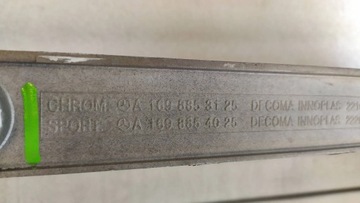 CHROM A 169 885 31 25 DECOMA INNOPLAS
SPORT A 169 885 40 25 DECOMA INNOPLAS